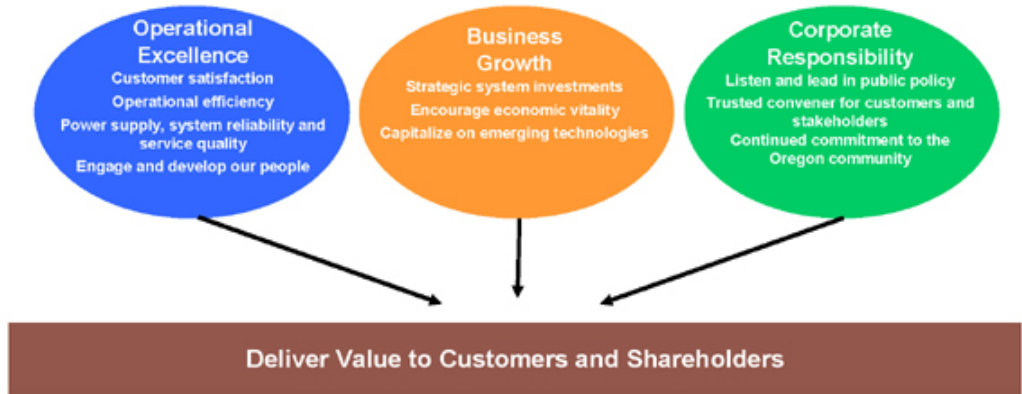 Operational
Excellence
Customer satisfaction
Operational efficiency
Power supply, system reliability and
service quality
Engage and develop our people
Business
Growth
Strategic system investments
Encourage economic vitality
Capitalize on emerging technologies
Corporate
Responsibility
Listen and lead in public policy
Trusted convener for customers and
stakeholders
Continued commitment to the
Oregon community
Deliver Value to Customers and Shareholders